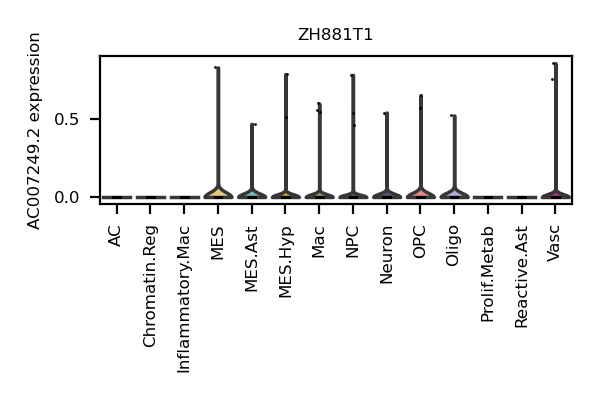 ZH881T1
AC007249.2 expression
0.5
0.0
AC
Chromatin.Reg
Inflammatory.Mac
MES
MES.Ast
MES.Hyp
Mac
NPC
Neuron
OPC
Oligo
Prolif.Metab
Reactive.Ast
Vasc